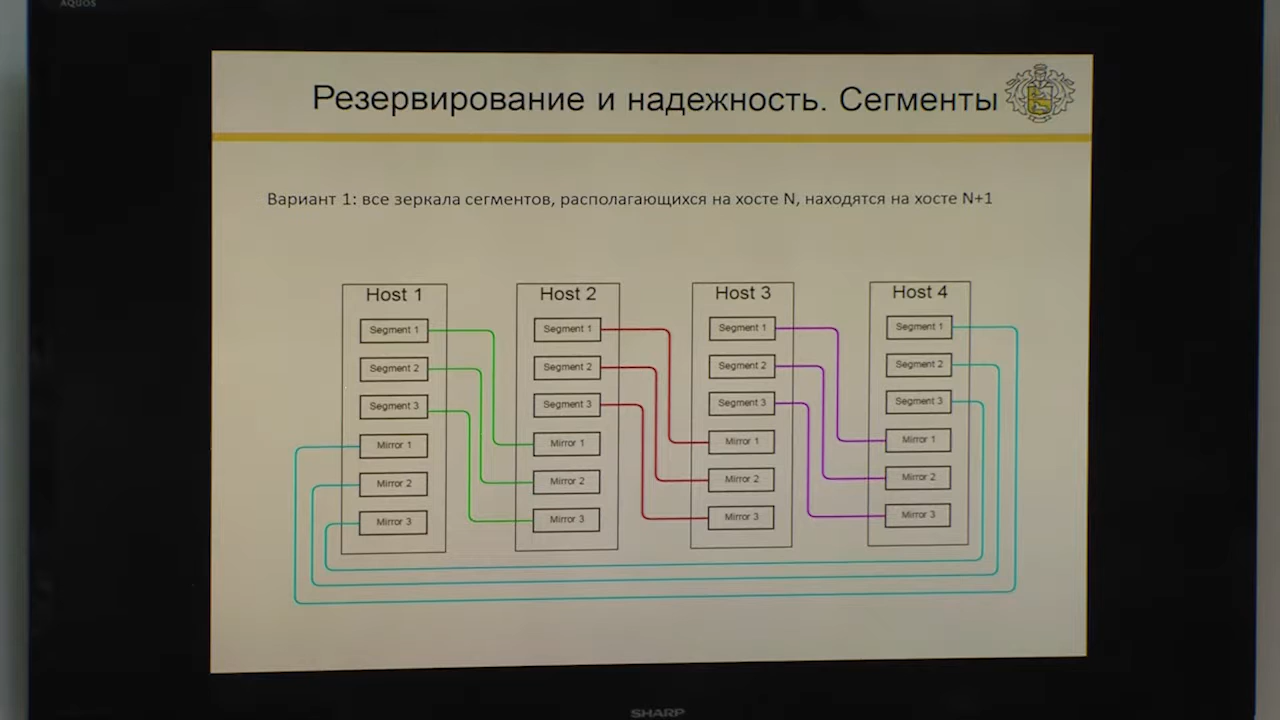 AQUOS
Резервирование и надежность. Сегменты
Вариант 1: все зеркала сегментов, располагающихся на хосте N, находятся на хосте N+1
Host 1
Segment 1
Segment 2
Segment 3
Mirror 1
Mirror 2
Mirror 3
Host 2
Segment 1
Segment 2
Segment 3
Mirror 1
Mirror 2
Mirror 3
Host 3
Segment 1
Segment 2
Segment 3
Mirror 1
Mirror 2
Mirror 3
Host 4
Segment 1
Segment 2
Segment 3
Mirror 1
Mirror 2
Mirror 3
SHARP